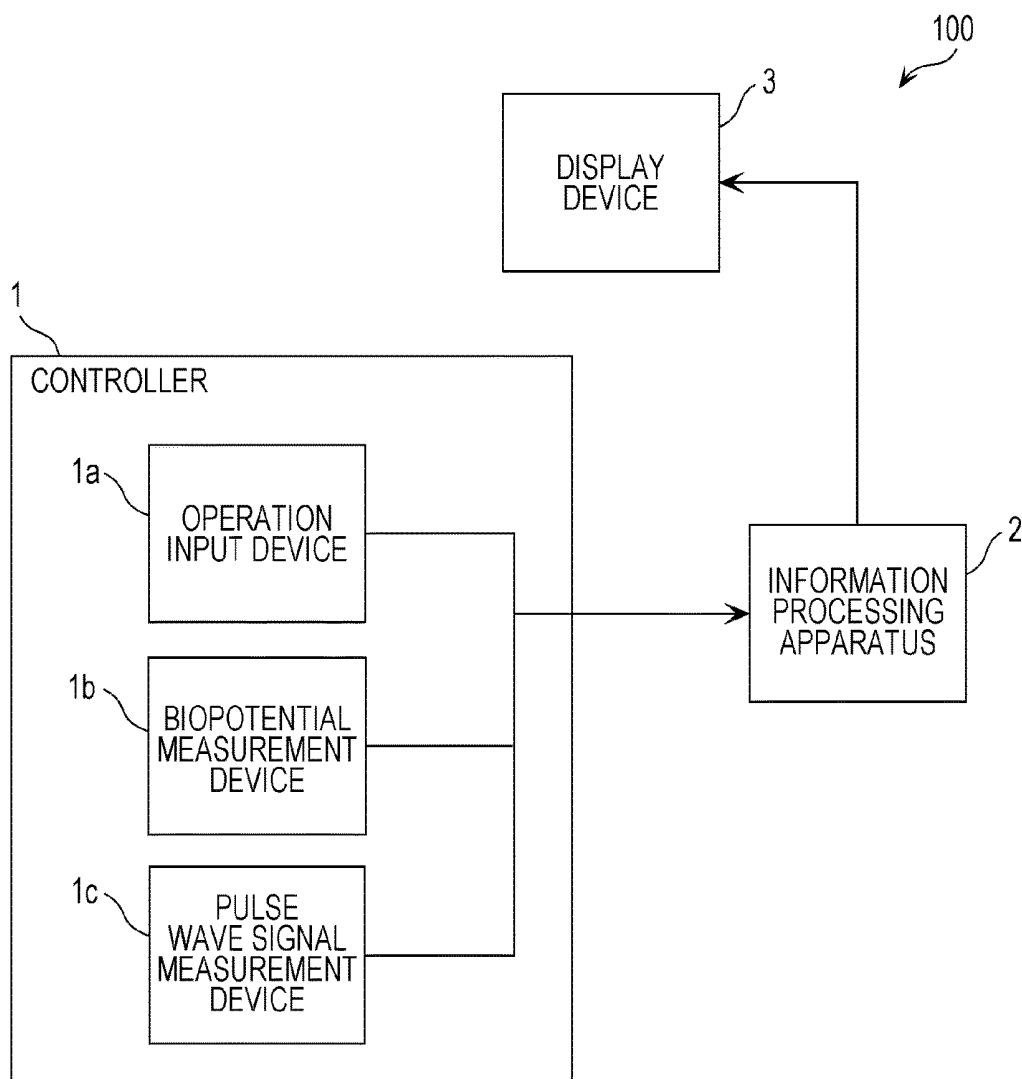 100
3
DISPLAY
DEVICE
1
CONTROLLER
1a
OPERATION
INPUT DEVICE
2
INFORMATION
PROCESSING
APPARATUS
1b
BIOPOTENTIAL
MEASUREMENT
DEVICE
1c
PULSE
WAVE SIGNAL
MEASUREMENT
DEVICE